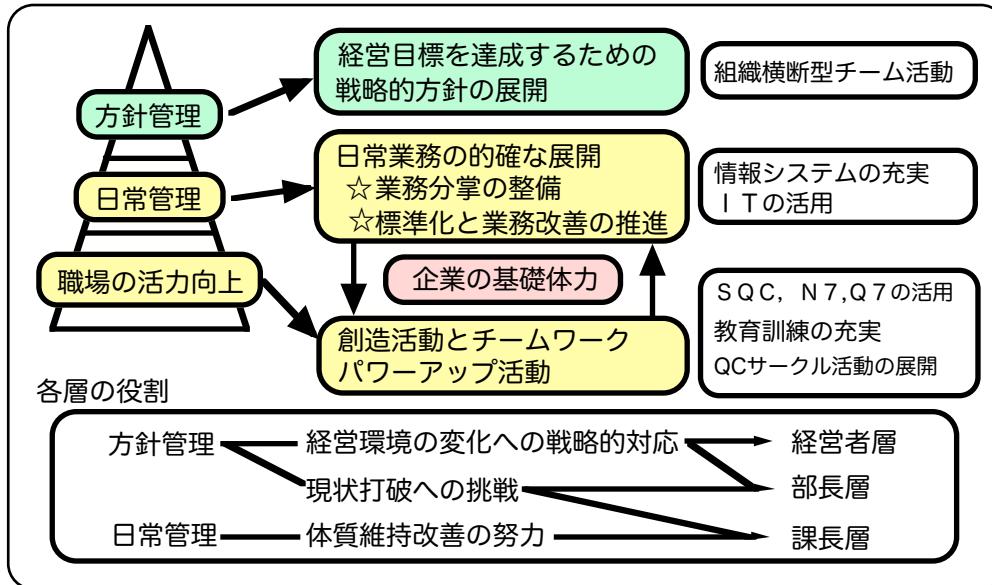 経営目標を達成するための
戦略的方針の展開
組織横断型チーム活動
方針管理
日常業務の的確な展開
☆業務分掌の整備
☆標準化と業務改善の推進
情報システムの充実
ＩＴの活用
日常管理
企業の基礎体力
職場の活力向上
ＳＱＣ，Ｎ７,Ｑ７の活用
教育訓練の充実
QCサークル活動の展開
創造活動とチームワーク
パワーアップ活動
各層の役割
方針管理
経営環境の変化への戦略的対応
経営者層
現状打破への挑戦
部長層
日常管理
体質維持改善の努力
課長層